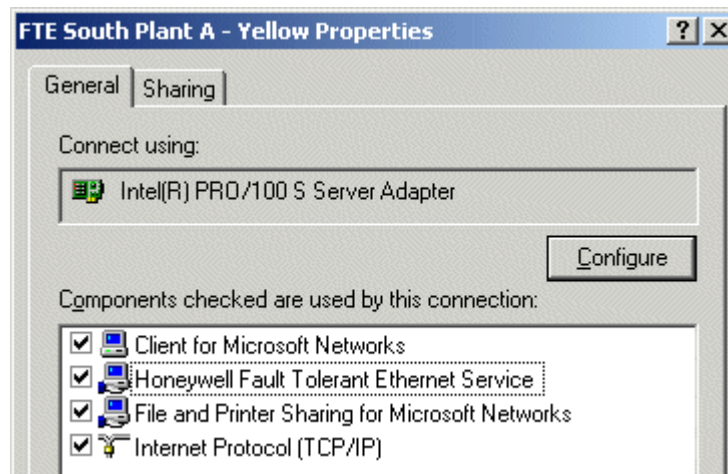 FTE South Plant A - Yellow Properties
General Sharing
Connect using:
Intel(R) PRO/100 S Server Adapter
Configure
Components checked are used by this connection:
Client for Microsoft Networks
Honeywell Fault Tolerant Ethernet Service
File and Printer Sharing for Microsoft Networks
Internet Protocol (TCP/IP)